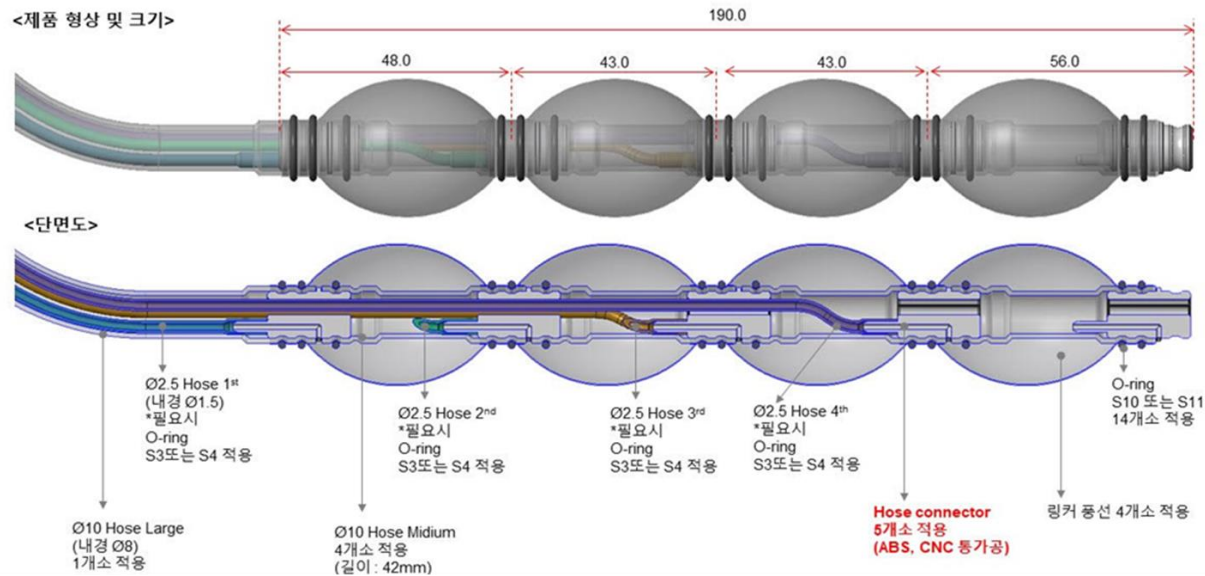 <제품 형상 및 크기>
190.0
48.0
43.0
43.0
56.0
<단면도>
Ø2.5 Hose 1st
(내경 Ø1.5)
*필요시
O-ring
S3또는 S4 적용
Ø2.5 Hose 2nd
*필요시
O-ring
S3또는 S4 적용
Ø2.5 Hose 3rd
*필요시
O-ring
S3또는 S4 적용
Ø2.5 Hose 4th
*필요시
O-ring
S3또는 S4 적용
O-ring
S10 또는 S11
14개소 적용
Ø10 Hose Large
(내경 Ø8)
1개소 적용
Ø10 Hose Midium
4개소 적용
(길이 : 42mm)
Hose connector
5개소 적용
(ABS, CNC 통가공)
링커 풍선 4개소 적용